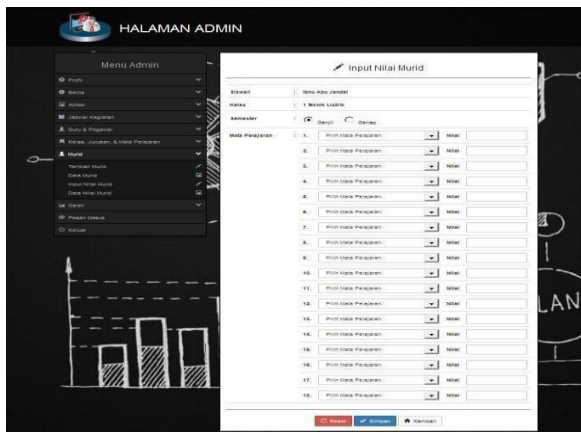 HALAMAN ADMIN
Menu Admin
Profil
Berita
Artikel
Jadwal Kegiatan
Guru & Pegawai
Kelas, Jurusan, & Mata Pelajaran
Murid
Tambah Murid
Data Murid
Input Nilai Murid
Data Nilai Murid
Galeri
Pesan Masuk
Keluar
Input Nilai Murid
Siswa/i : Ibnu Abu Jandal
Kelas : 1 Teknik Listrik
Semester : Ganjil Genap
Mata Pelajaran : 1. Pilih Mata Pelajaran Nilai
2. Pilih Mata Pelajaran Nilai
3. Pilih Mata Pelajaran Nilai
4. Pilih Mata Pelajaran Nilai
5. Pilih Mata Pelajaran Nilai
6. Pilih Mata Pelajaran Nilai
7. Pilih Mata Pelajaran Nilai
8. Pilih Mata Pelajaran Nilai
9. Pilih Mata Pelajaran Nilai
10. Pilih Mata Pelajaran Nilai
11. Pilih Mata Pelajaran Nilai
12. Pilih Mata Pelajaran Nilai
13. Pilih Mata Pelajaran Nilai
14. Pilih Mata Pelajaran Nilai
15. Pilih Mata Pelajaran Nilai
16. Pilih Mata Pelajaran Nilai
17. Pilih Mata Pelajaran Nilai
18. Pilih Mata Pelajaran Nilai
Reset Simpan Kembali
LAN